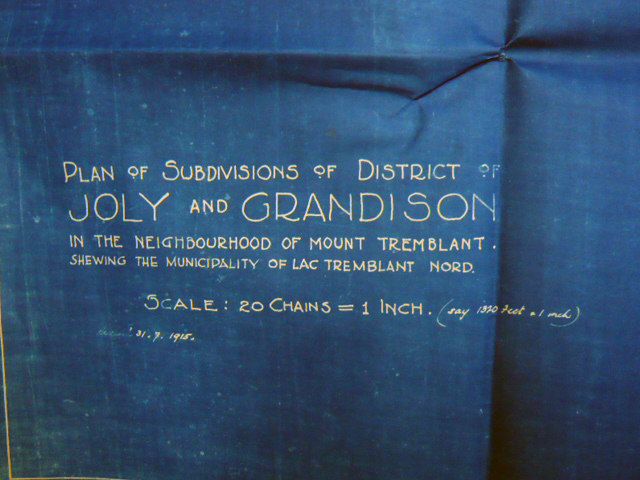 PLAN OF SUBDIVISIONS OF DISTRICT OF
JOLY AND GRANDISON
IN THE NEIGHBOURHOOD OF MOUNT TREMBLANT.
SHEWING THE MUNICIPALITY OF LAC TREMBLANT NORD.
SCALE: 20 CHAINS = 1 INCH. (say 1320 Feet = 1 inch)
31.7.1915.